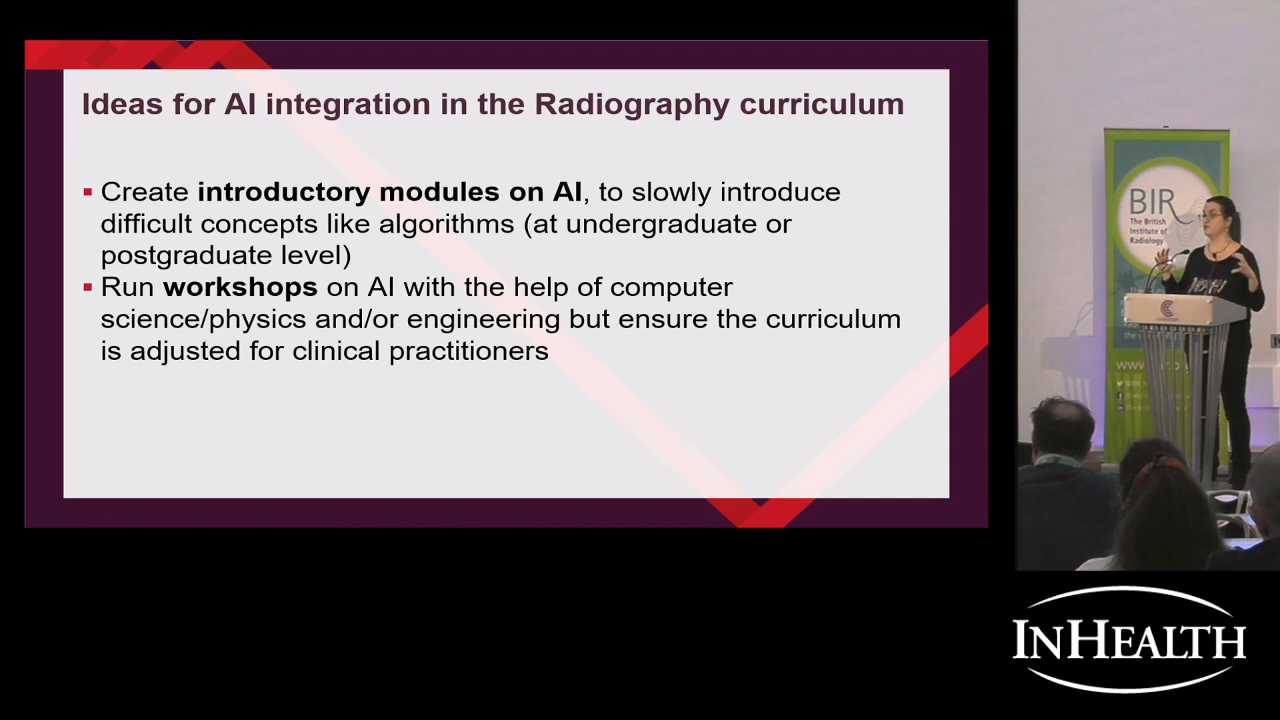 Ideas for AI integration in the Radiography curriculum
▪ Create introductory modules on AI, to slowly introduce
difficult concepts like algorithms (at undergraduate or
postgraduate level)
▪ Run workshops on AI with the help of computer
science/physics and/or engineering but ensure the curriculum
is adjusted for clinical practitioners
BIR
The British
Institute of
Radiology
INHEALTH